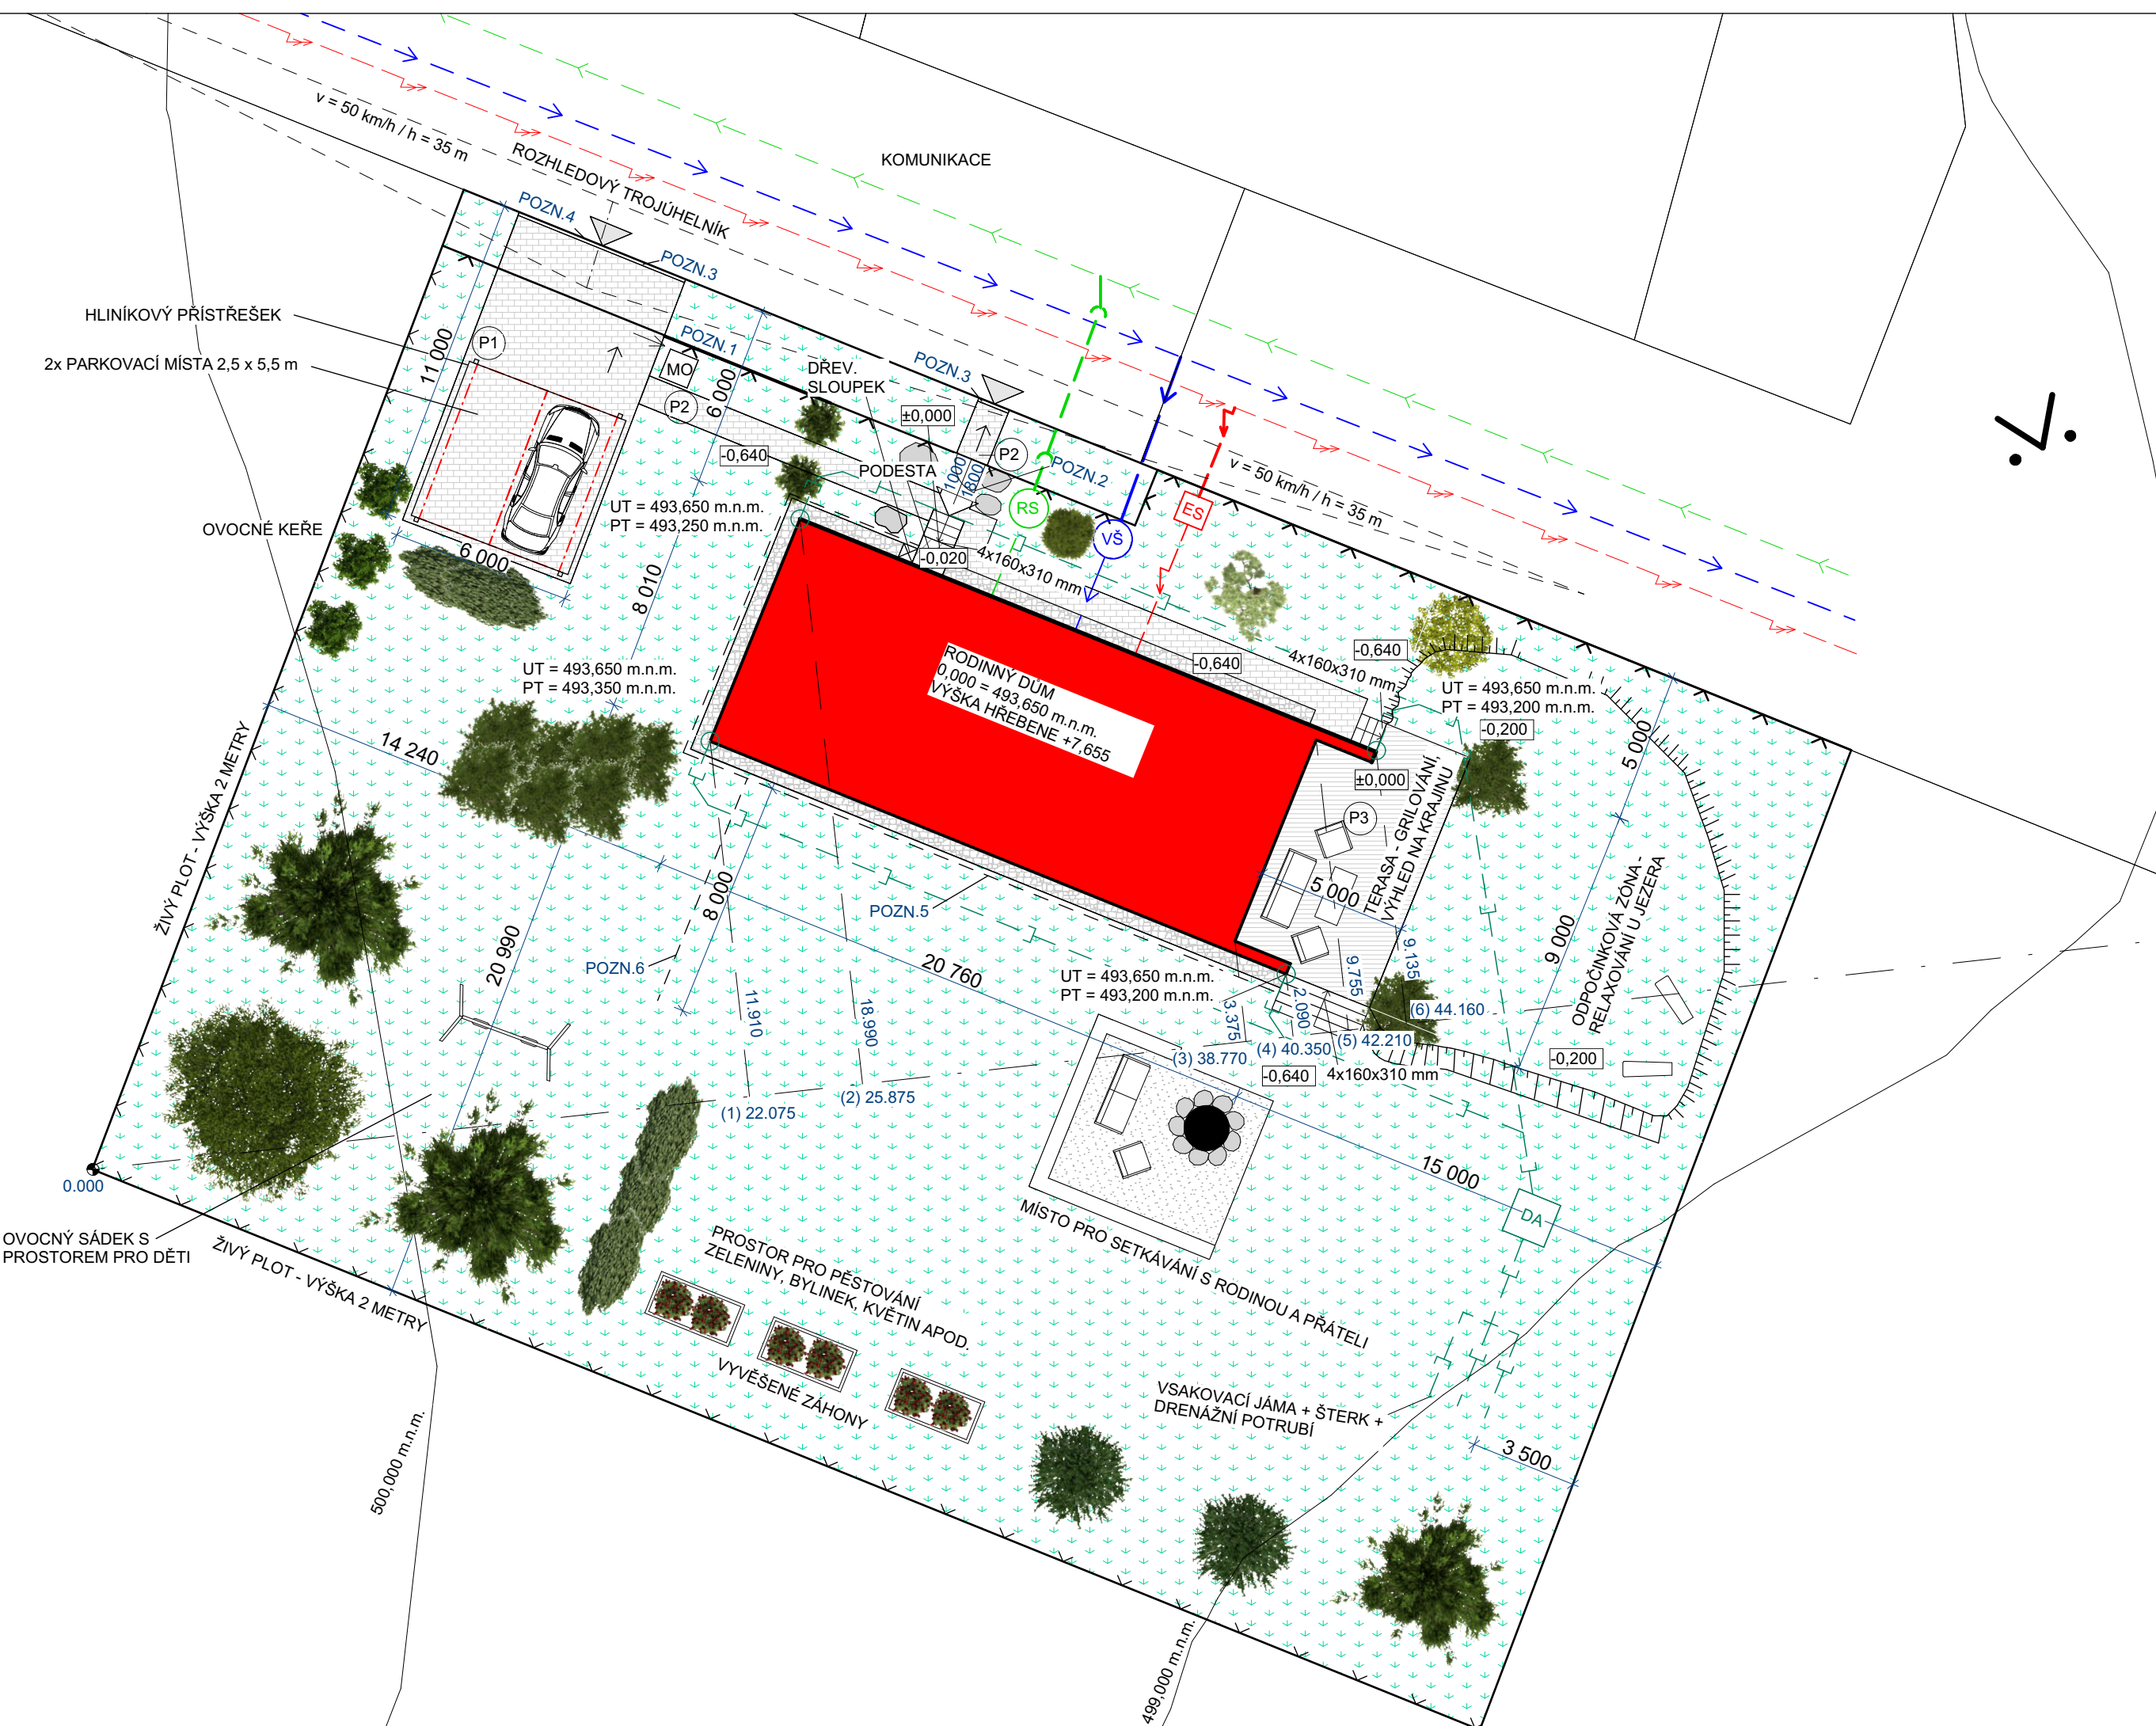 KOMUNIKACE
v = 50 km/h / h = 35 m
ROZHLEDOVÝ TROJÚHELNÍK
POZN.4
POZN.3
HLINÍKOVÝ PŘÍSTŘEŠEK
P1
2x PARKOVACÍ MÍSTA 2,5 x 5,5 m
11 000
POZN.1
MO
P2
6 000
DŘEV.
SLOUPEK
POZN.3
±0,000
-0,640
PODESTA
1000
1800
P2
POZN.2
v = 50 km/h / h = 35 m
RS
VŠ
ES
UT = 493,650 m.n.m.
PT = 493,250 m.n.m.
OVOCNÉ KEŘE
6 000
8 010
-0,020
4x160x310 mm
UT = 493,650 m.n.m.
PT = 493,350 m.n.m.
RODINNÝ DŮM
0,000 = 493,650 m.n.m.
VÝŠKA HŘEBENE +7,655
-0,640
4x160x310 mm
-0,640
UT = 493,650 m.n.m.
PT = 493,200 m.n.m.
-0,200
5 000
±0,000
P3
TERASA - GRILOVÁNÍ,
VÝHLED NA KRAJINU
5 000
ŽIVÝ PLOT - VÝŠKA 2 METRY
14 240
8 000
POZN.5
POZN.6
20 990
20 760
9 000
ODPOČINKOVÁ ZÓNA -
RELAXOVÁNÍ U JEZERA
UT = 493,650 m.n.m.
PT = 493,200 m.n.m.
11.910
18.990
3.375
2.090
9.755
9.135
(1) 22.075
(2) 25.875
(3) 38.770
(4) 40.350
(5) 42.210
(6) 44.160
-0,640
4x160x310 mm
-0,200
0.000
15 000
DA
OVOCNÝ SÁDEK S
PROSTOREM PRO DĚTI
ŽIVÝ PLOT - VÝŠKA 2 METRY
MÍSTO PRO SETKÁVÁNÍ S RODINOU A PŘÁTELI
PROSTOR PRO PĚSTOVÁNÍ
ZELENINY, BYLINEK, KVĚTIN APOD.
VYVĚŠENÉ ZÁHONY
VSAKOVACÍ JÁMA + ŠTERK +
DRENÁŽNÍ POTRUBÍ
3 500
500,000 m.n.m.
499,000 m.n.m.